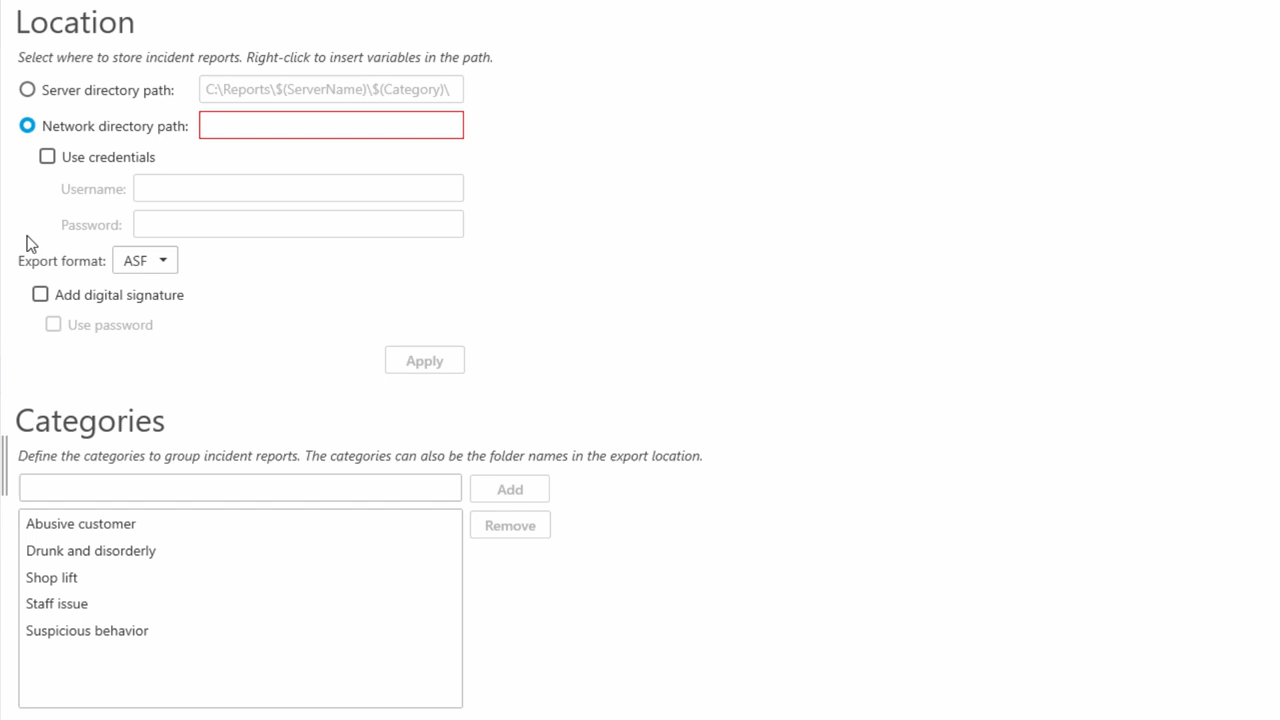 Location
Select where to store incident reports. Right-click to insert variables in the path.
Server directory path: C:\Reports\$(ServerName)\$(Category)\
Network directory path:
Use credentials
Username:
Password:
Export format: ASF
Add digital signature
Use password
Apply
Categories
Define the categories to group incident reports. The categories can also be the folder names in the export location.
Add
Abusive customer
Remove
Drunk and disorderly
Shop lift
Staff issue
Suspicious behavior